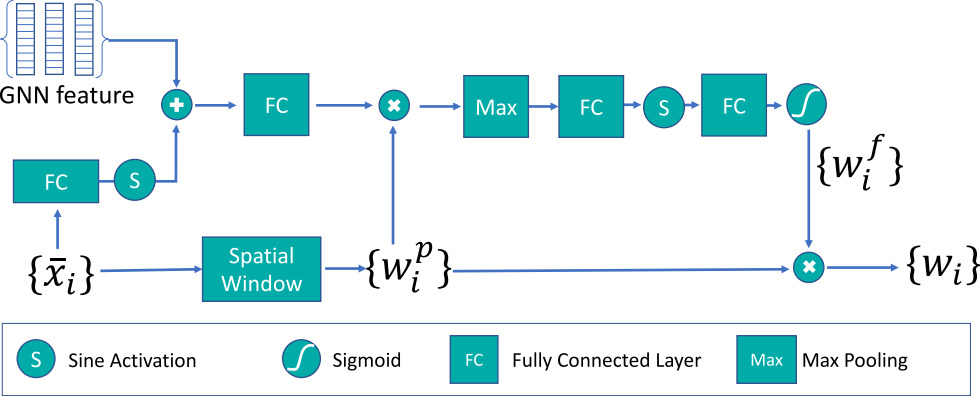 GNN feature
FC
Max
FC
S
FC
FC
S
{w_i^f}
{x̄_i}
Spatial
Window
{w_i^p}
{w_i}
S Sine Activation
Sigmoid
FC Fully Connected Layer
Max Max Pooling